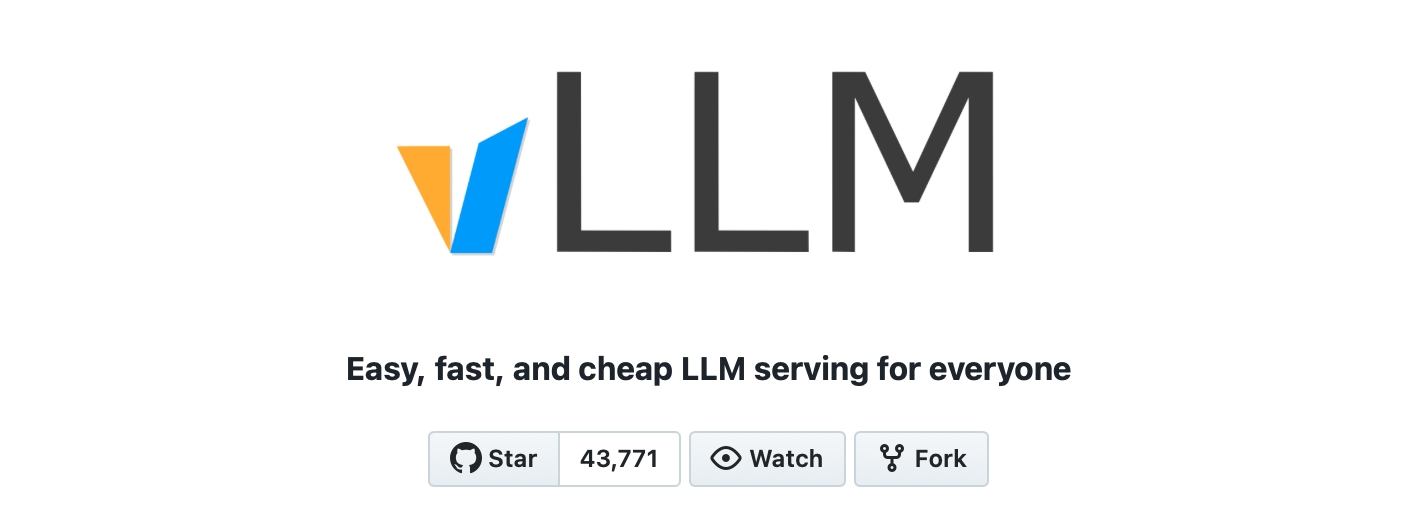 vLLM
Easy, fast, and cheap LLM serving for everyone
Star 43,771 Watch Fork